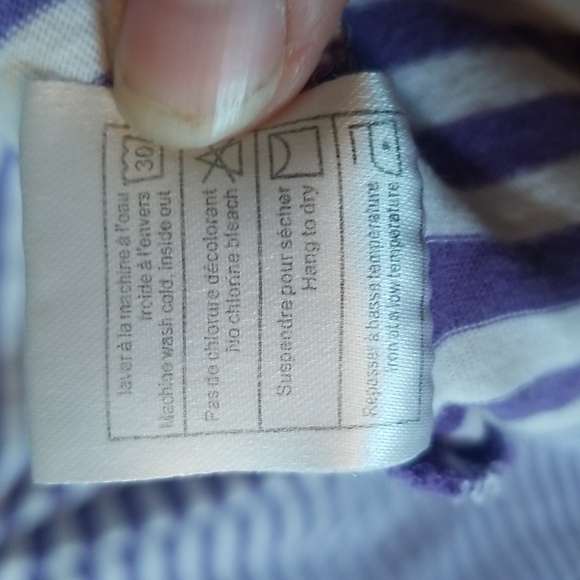 laver à la machine à l'eau
froide à l'envers
Machine wash cold, inside out
30
Pas de chlorure décolorant
No chlorine bleach
Suspendre pour sécher
Hang to dry
Repasser à basse température
Iron at a low temperature